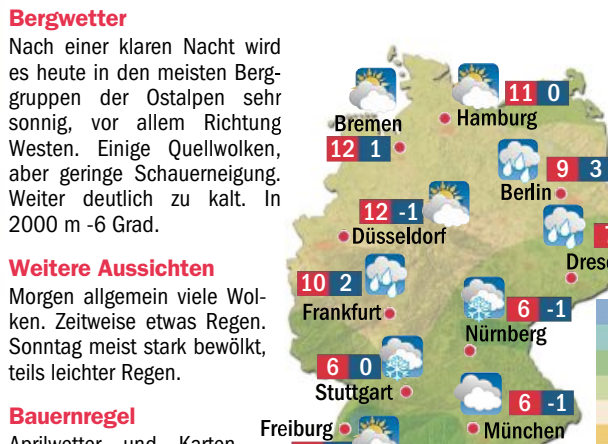 Bergwetter
Nach einer klaren Nacht wird
es heute in den meisten Berg-
gruppen der Ostalpen sehr
sonnig, vor allem Richtung
Westen. Einige Quellwolken,
aber geringe Schauerneigung.
Weiter deutlich zu kalt. In
2000 m -6 Grad.
Weitere Aussichten
Morgen allgemein viele Wol-
ken. Zeitweise etwas Regen.
Sonntag meist stark bewölkt,
teils leichter Regen.
Bauernregel
Aprilwetter und Karten-
11 0
Hamburg
Bremen
12 1
9 3
Berlin
12 -1
Düsseldorf
Dres
10 2
Frankfurt
6 -1
Nürnberg
6 0
Stuttgart
6 -1
München
Freiburg